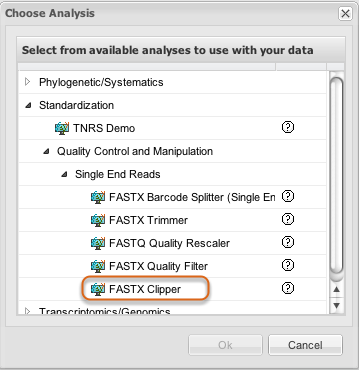 Choose Analysis
Select from available analyses to use with your data
Phylogenetic/Systematics
Standardization
TNRS Demo
Quality Control and Manipulation
Single End Reads
FASTX Barcode Splitter (Single En
FASTX Trimmer
FASTQ Quality Rescaler
FASTX Quality Filter
FASTX Clipper
Transcriptomics/Genomics
Ok
Cancel